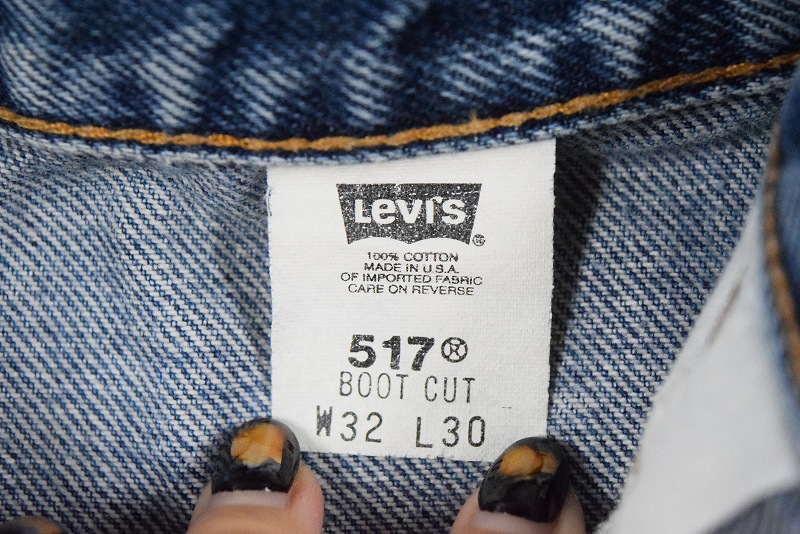 Levi's®
100% COTTON
MADE IN U.S.A.
OF IMPORTED FABRIC
CARE ON REVERSE
517®
BOOT CUT
W32 L30